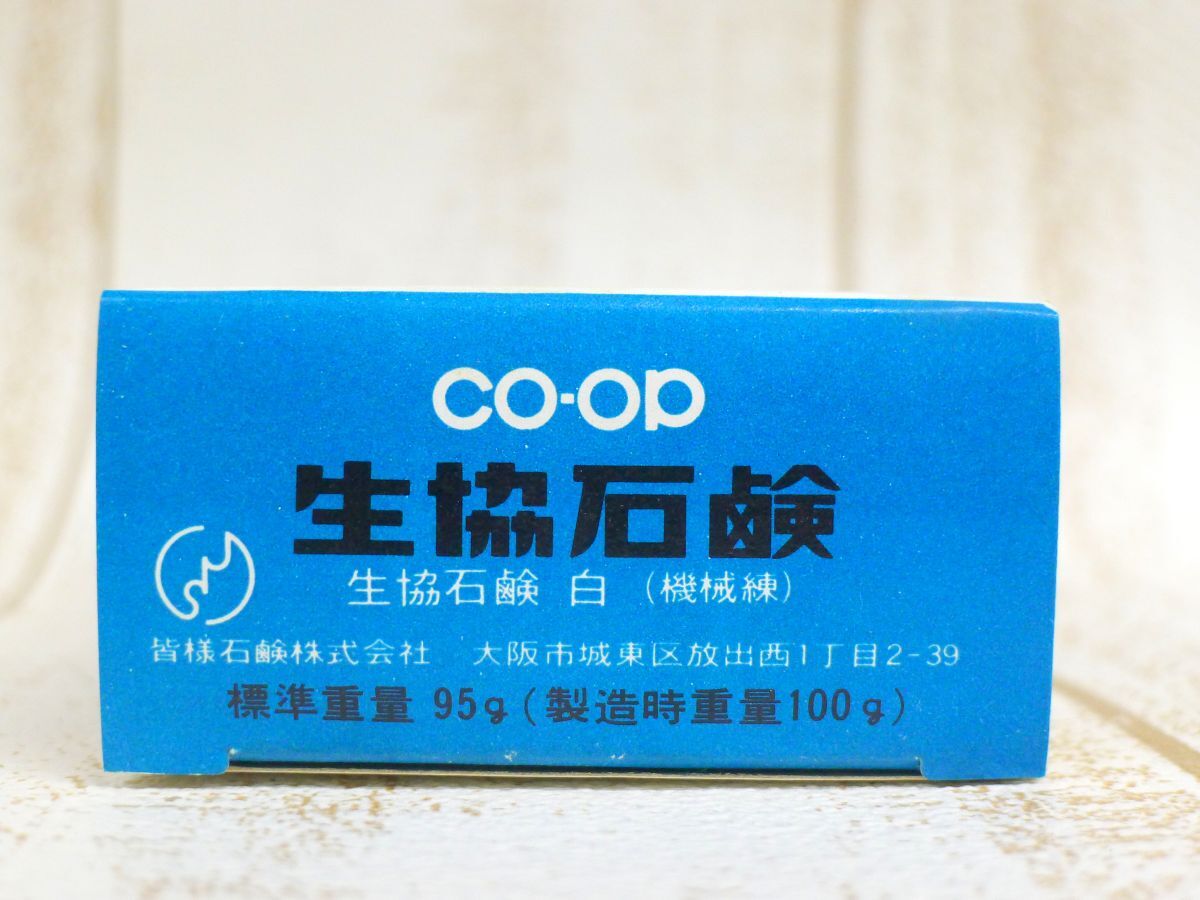 CO-OP
生協石鹸
生協石鹸 白 (機械練)
皆様石鹸株式会社 大阪市城東区放出西1丁目2-39
標準重量 95g (製造時重量100g)